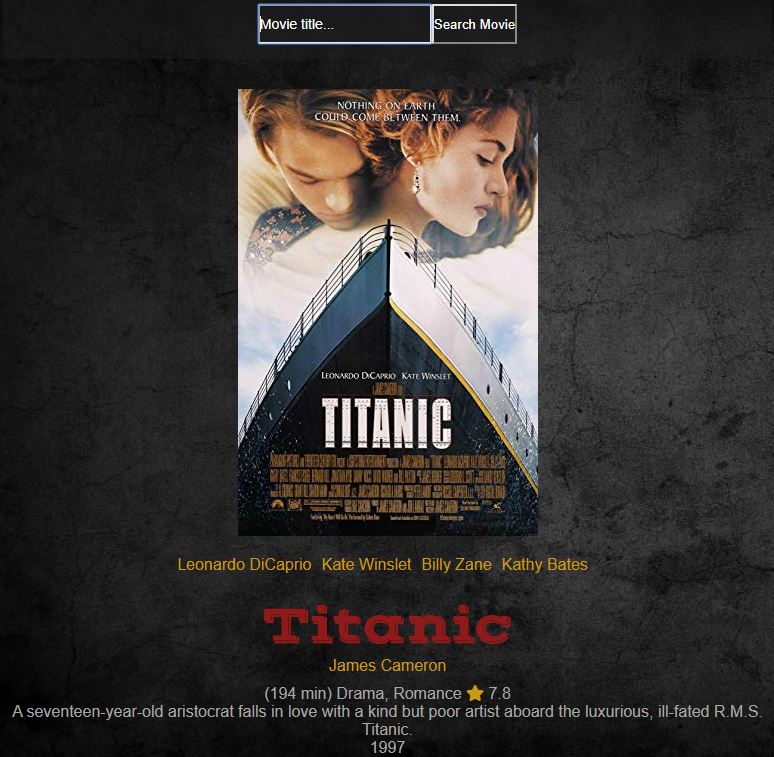 Movie title... Search Movie
NOTHING ON EARTH
COULD COME BETWEEN THEM.
LEONARDO DICAPRIO KATE WINSLET
A JAMES CAMERON FILM
TITANIC
Leonardo DiCaprio Kate Winslet Billy Zane Kathy Bates
Titanic
James Cameron
(194 min) Drama, Romance 7.8
A seventeen-year-old aristocrat falls in love with a kind but poor artist aboard the luxurious, ill-fated R.M.S.
Titanic.
1997